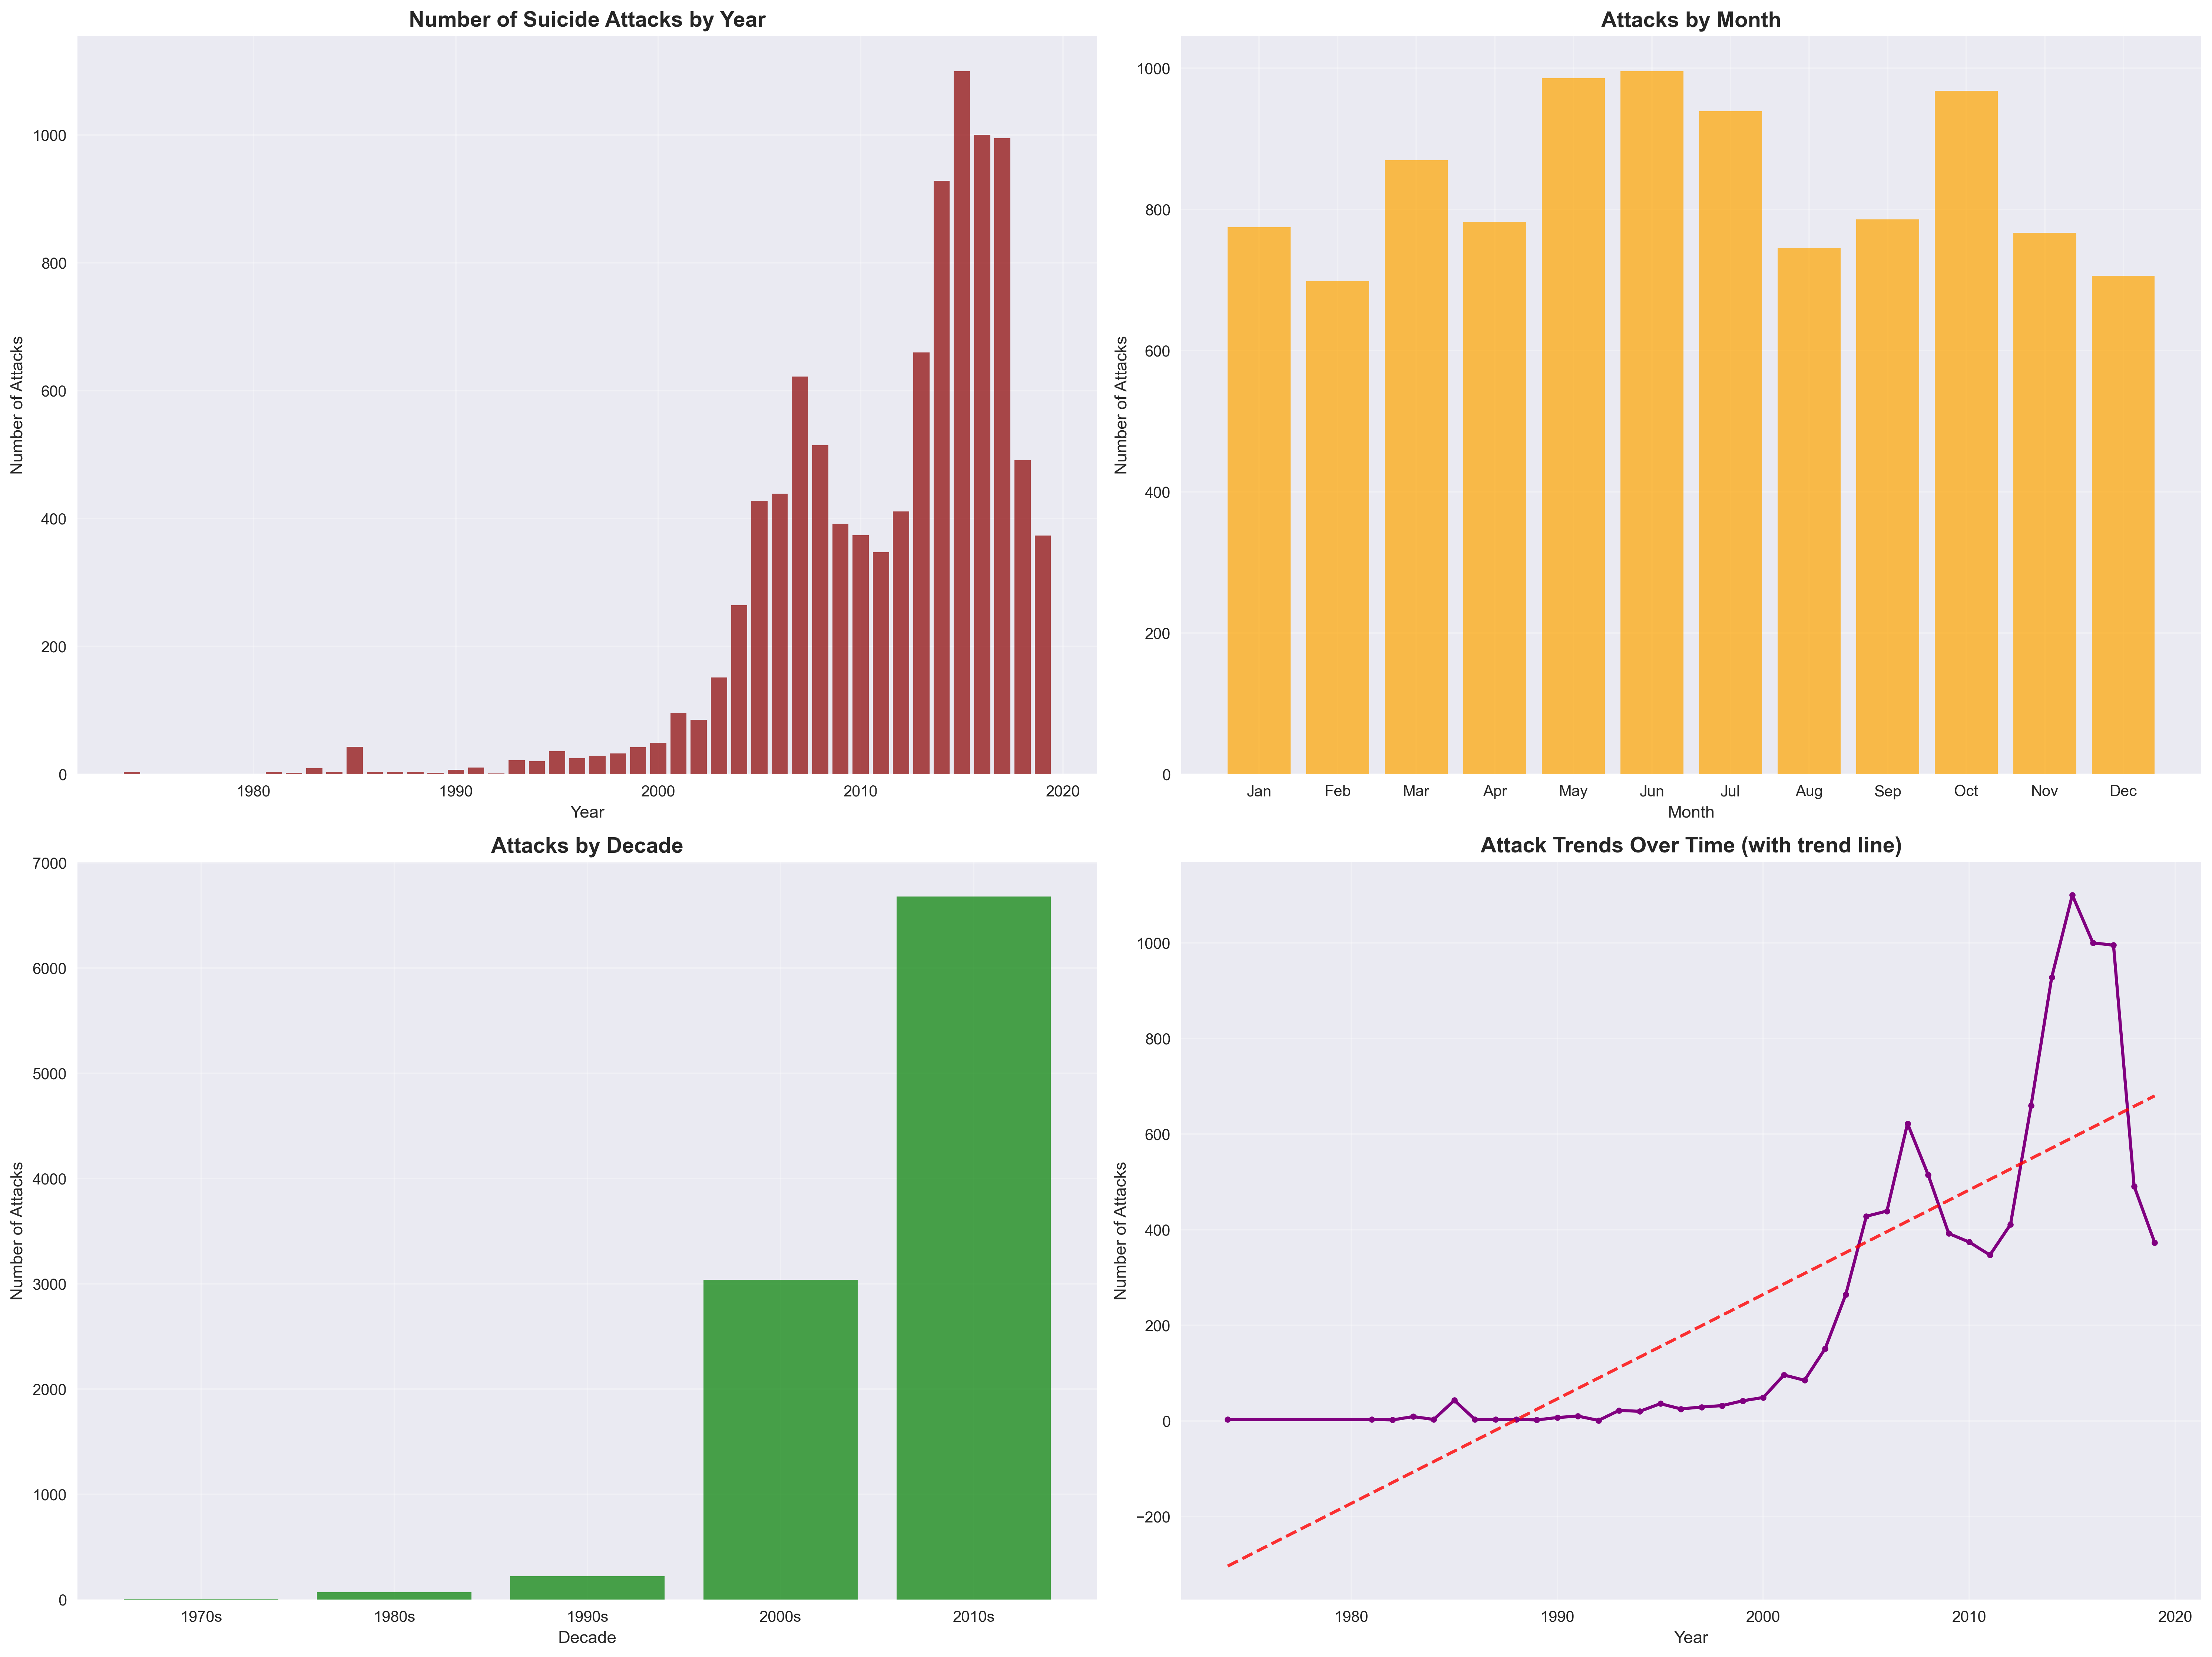 Number of Suicide Attacks by Year
Number of Attacks
1000
800
600
400
200
0
1980 1990 2000 2010 2020
Year
Attacks by Month
Number of Attacks
1000
800
600
400
200
0
Jan Feb Mar Apr May Jun Jul Aug Sep Oct Nov Dec
Month
Attacks by Decade
Number of Attacks
7000
6000
5000
4000
3000
2000
1000
0
1970s 1980s 1990s 2000s 2010s
Decade
Attack Trends Over Time (with trend line)
Number of Attacks
1000
800
600
400
200
0
−200
1980 1990 2000 2010 2020
Year